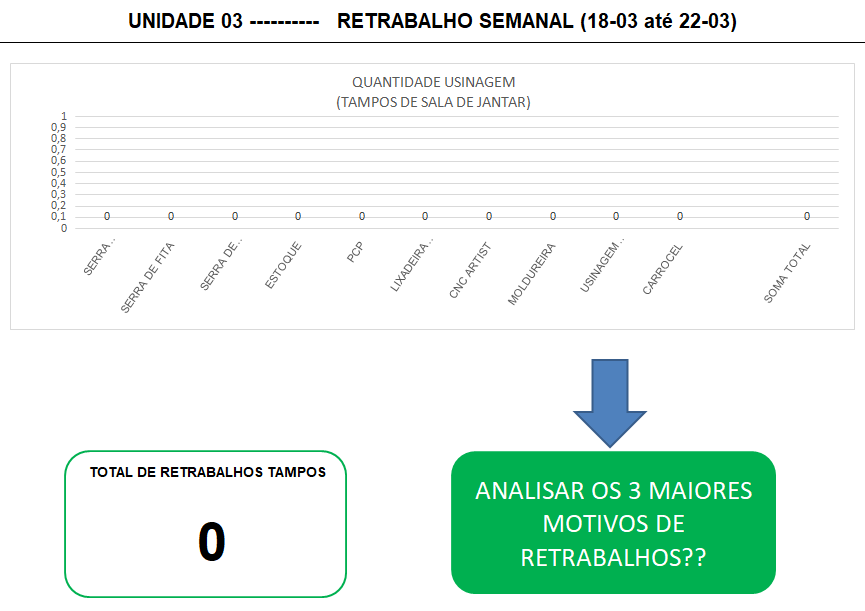 UNIDADE 03 ---------- RETRABALHO SEMANAL (18-03 até 22-03)
QUANTIDADE USINAGEM
(TAMPOS DE SALA DE JANTAR)
1
0,9
0,8
0,7
0,6
0,5
0,4
0,3
0,2
0,1
0
0 0 0 0 0 0 0 0 0 0 0
SERRA...
SERRA DE FITA
SERRA DE...
ESTOQUE
PCP
LIXADEIRA...
CNC ARTIST
MOLDUREIRA
USINAGEM...
CARROCEL
SOMA TOTAL
TOTAL DE RETRABALHOS TAMPOS
0
ANALISAR OS 3 MAIORES
MOTIVOS DE
RETRABALHOS??